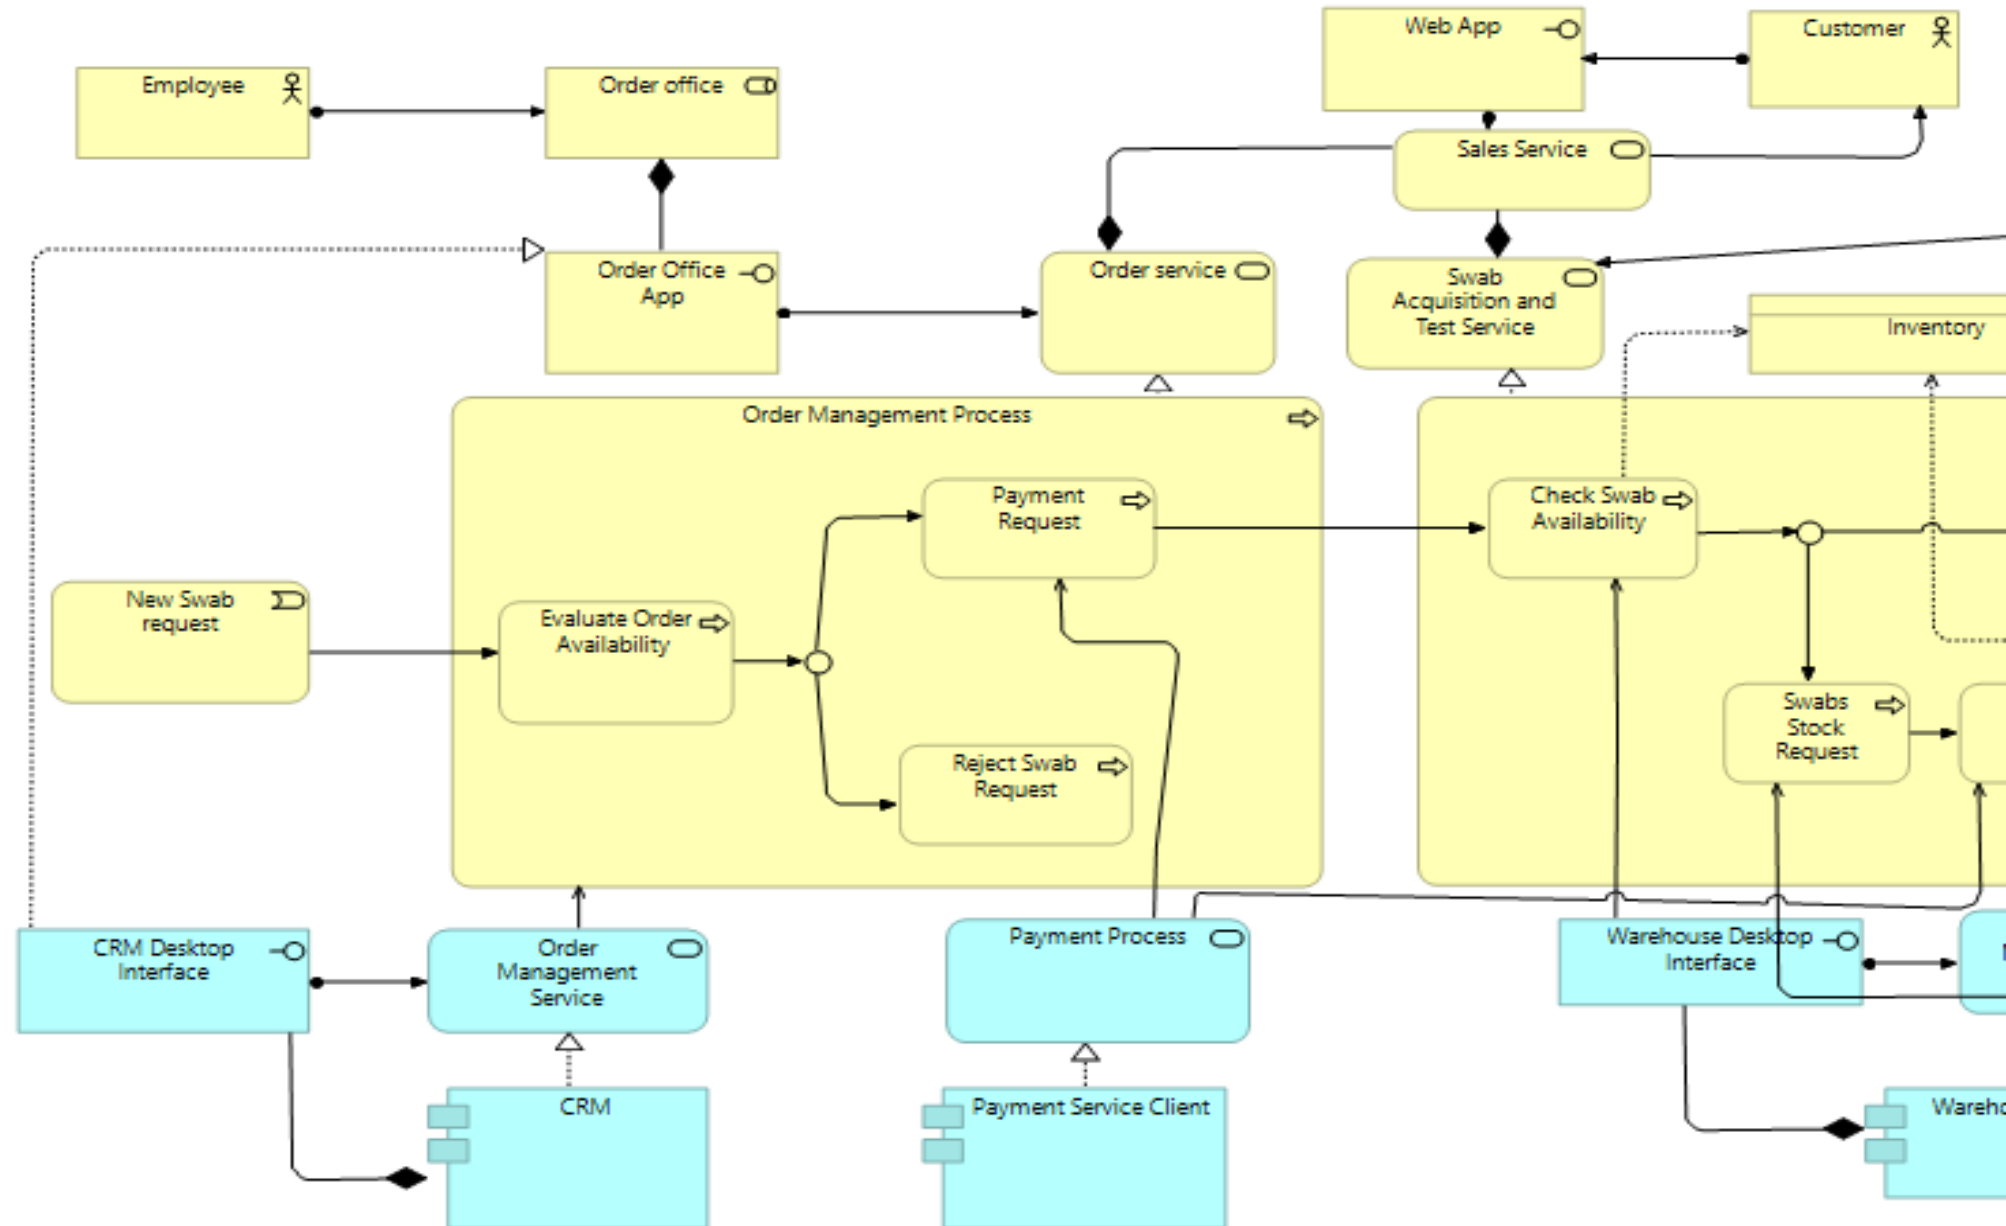 Web App
Customer
Employee
Order office
Sales Service
Order Office
App
Order service
Swab
Acquisition and
Test Service
Inventory
Order Management Process
Payment
Request
Check Swab
Availability
New Swab
request
Evaluate Order
Availability
Swabs
Stock
Request
Reject Swab
Request
CRM Desktop
Interface
Order
Management
Service
Payment Process
Warehouse Desktop
Interface
CRM
Payment Service Client